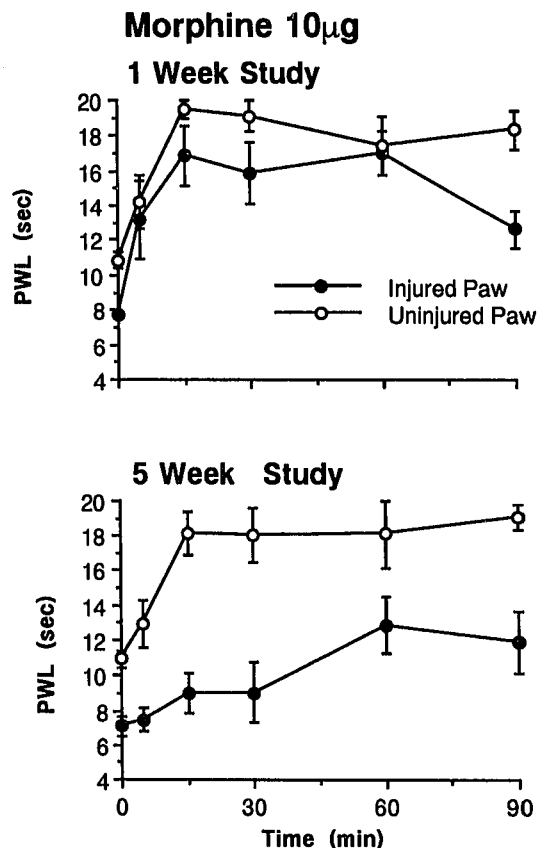 Morphine 10µg
1 Week Study
20
18
16
14
12
10
8
6
4
PWL (sec)
Injured Paw
Uninjured Paw
5 Week Study
20
18
16
14
12
10
8
6
4
PWL (sec)
0 30 60 90
Time (min)